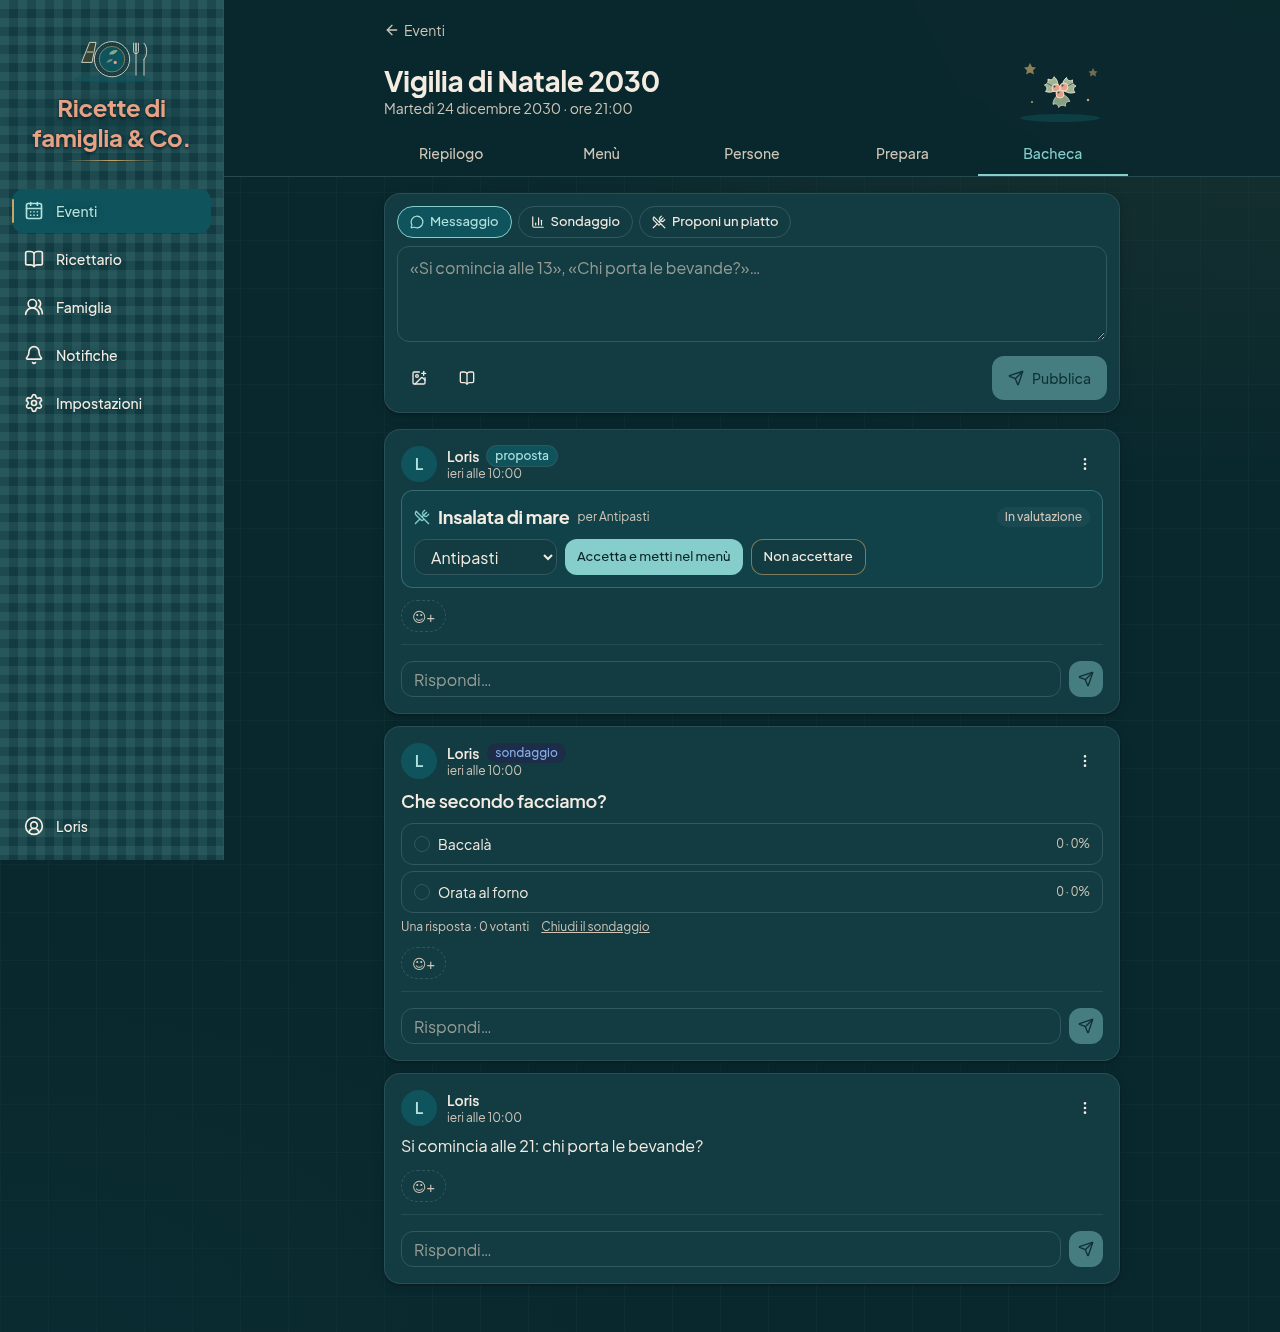 Ricette di
famiglia & Co.
Eventi
Ricettario
Famiglia
Notifiche
Impostazioni
Loris
Eventi
Vigilia di Natale 2030
Martedì 24 dicembre 2030 · ore 21:00
Riepilogo
Menù
Persone
Prepara
Bacheca
Messaggio
Sondaggio
Proponi un piatto
«Si comincia alle 13», «Chi porta le bevande?»…
Pubblica
L
Loris
proposta
ieri alle 10:00
Insalata di mare
per Antipasti
In valutazione
Antipasti
Accetta e metti nel menù
Non accettare
+
Rispondi…
L
Loris
sondaggio
ieri alle 10:00
Che secondo facciamo?
Baccalà
0 · 0%
Orata al forno
0 · 0%
Una risposta · 0 votanti
Chiudi il sondaggio
+
Rispondi…
L
Loris
ieri alle 10:00
Si comincia alle 21: chi porta le bevande?
+
Rispondi…